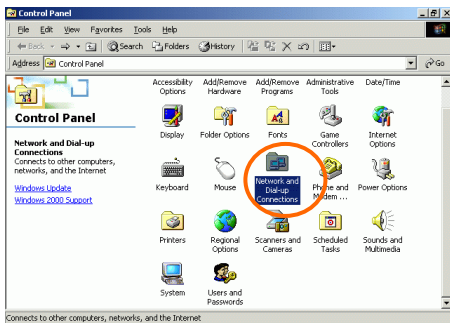 Control Panel
File Edit View Favorites Tools Help
Back Search Folders History
Address Control Panel Go
Control Panel
Network and Dial-up
Connections
Connects to other computers,
networks, and the Internet
Windows Update
Windows 2000 Support
Accessibility Options
Add/Remove Hardware
Add/Remove Programs
Administrative Tools
Date/Time
Display
Folder Options
Fonts
Game Controllers
Internet Options
Keyboard
Mouse
Network and Dial-up Connections
Phone and Modem ...
Power Options
Printers
Regional Options
Scanners and Cameras
Scheduled Tasks
Sounds and Multimedia
System
Users and Passwords
Connects to other computers, networks, and the Internet